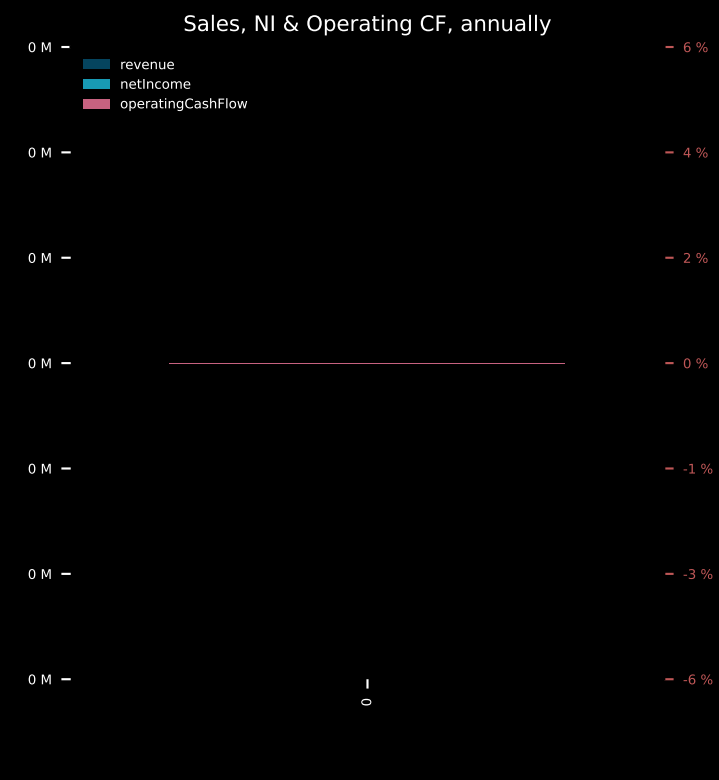 Sales, NI & Operating CF, annually
0 M
6 %
revenue
netIncome
operatingCashFlow
0 M
4 %
0 M
2 %
0 M
0 %
0 M
-1 %
0 M
-3 %
0 M
-6 %
0